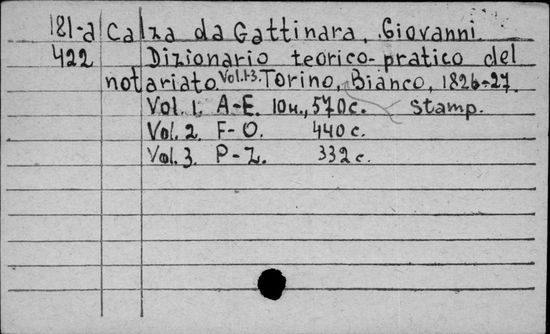 181-a Calza da Gattinara, Giovanni.
422 Dizionario teorico-pratico del
notariato. Vol.1-3. Torino, Bianco, 1826-27.
Vol. 1. A-E. 10н., 570с. stamp.
Vol. 2. F-O. 440 с.
Vol. 3. P-Z. 332 с.